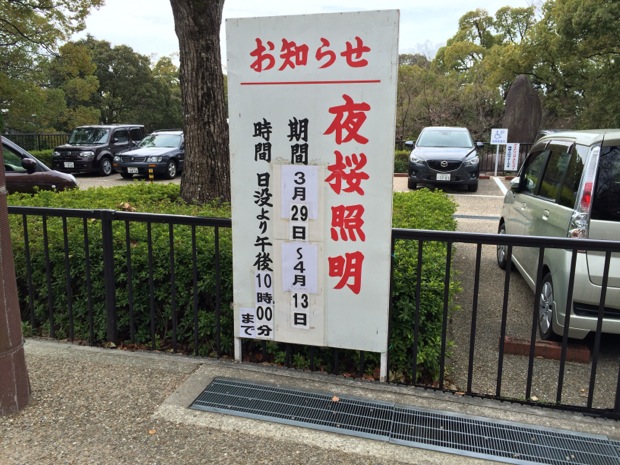 お知らせ
夜桜照明
期間 3月29日～4月13日
時間 日没より午後10時00分まで